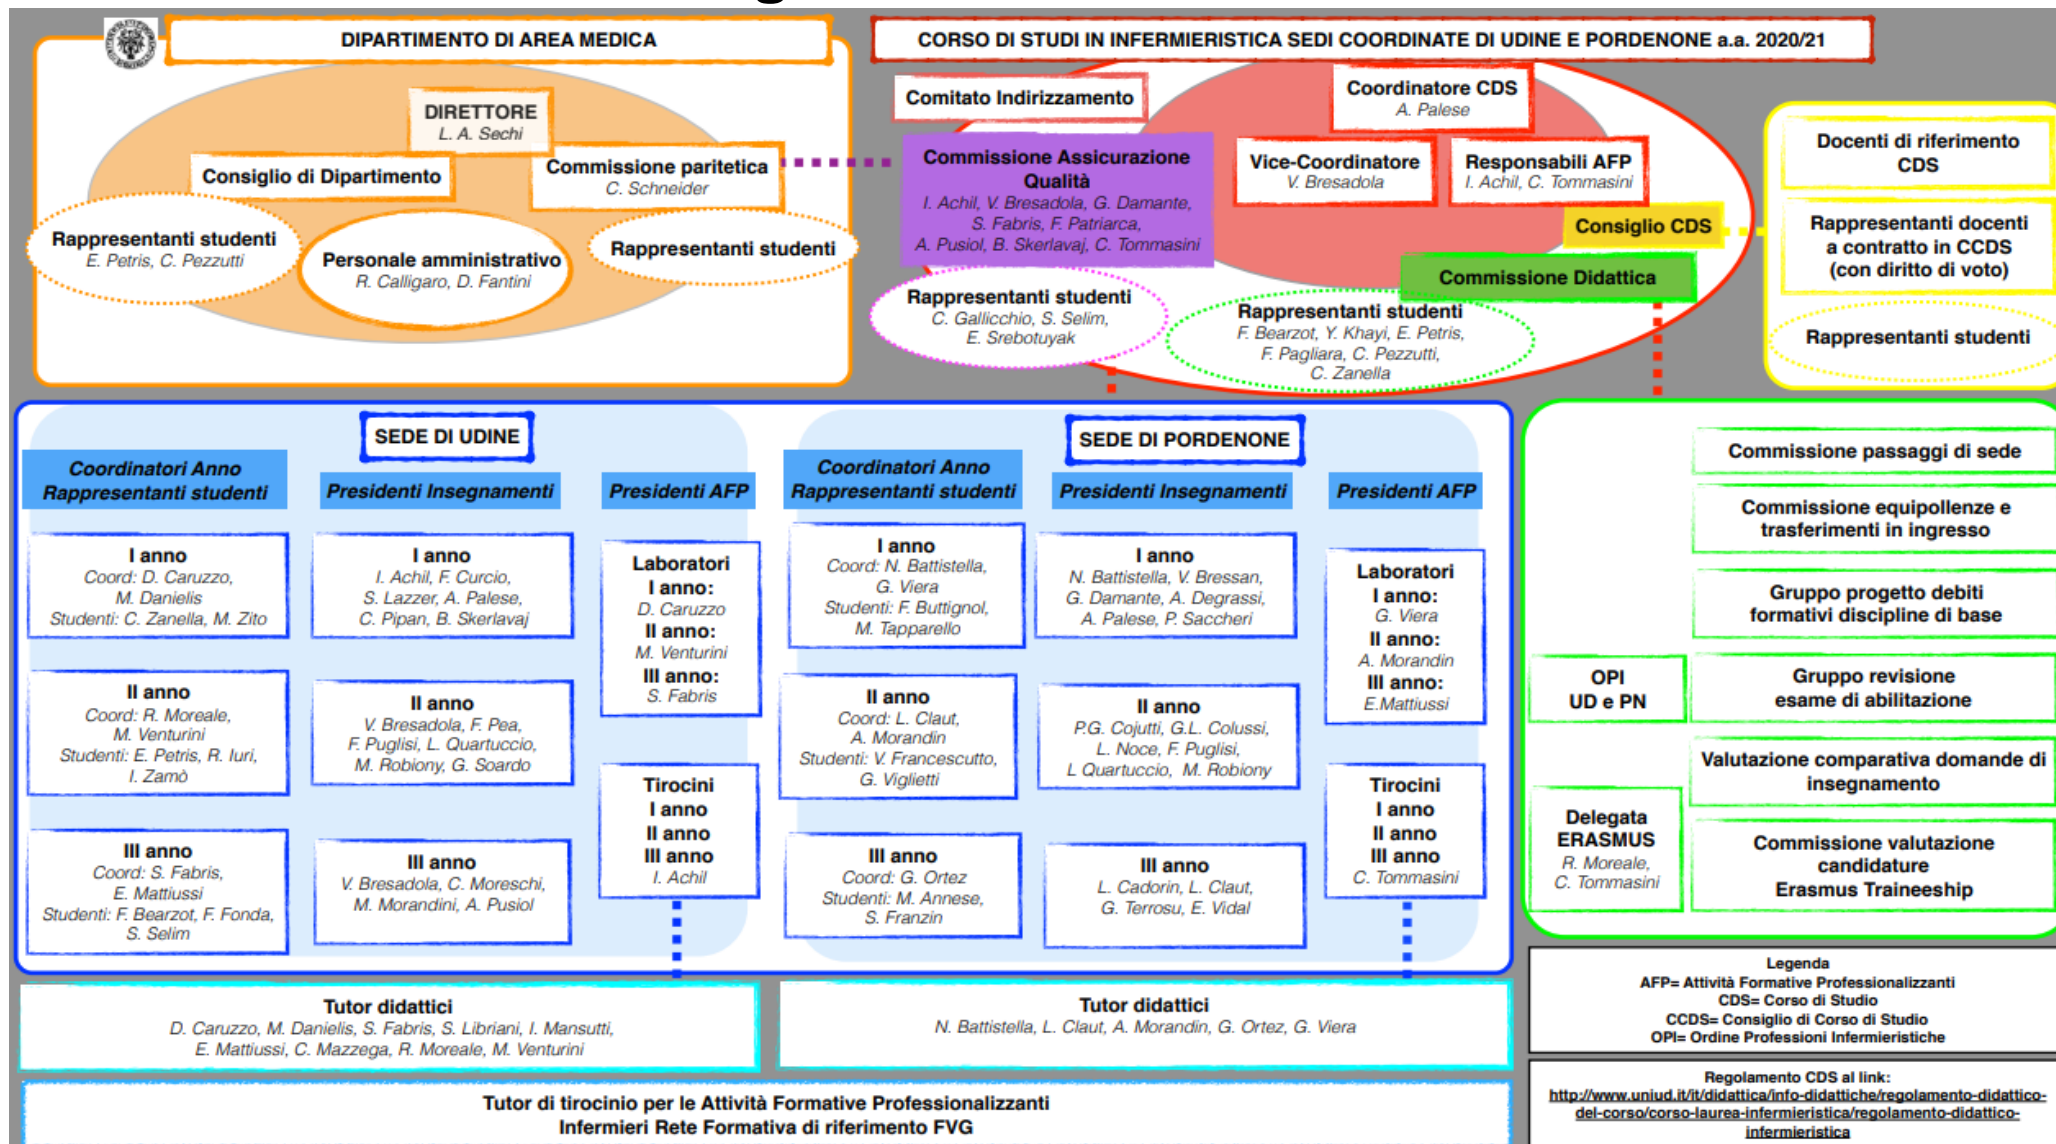 DIPARTIMENTO DI AREA MEDICA
DIRETTORE
L. A. Sechi
Consiglio di Dipartimento
Commissione paritetica
C. Schneider
Rappresentanti studenti
E. Petris, C. Pezzutti
Personale amministrativo
R. Calligaro, D. Fantini
Rappresentanti studenti
CORSO DI STUDI IN INFERMIERISTICA SEDI COORDINATE DI UDINE E PORDENONE a.a. 2020/21
Comitato Indirizzamento
Coordinatore CDS
A. Palese
Commissione Assicurazione
Qualità
I. Achil, V. Bresadola, G. Damante,
S. Fabris, F. Patriarca,
A. Pusiol, B. Skerlavaj, C. Tommasini
Vice-Coordinatore
V. Bresadola
Responsabili AFP
I. Achil, C. Tommasini
Consiglio CDS
Commissione Didattica
Rappresentanti studenti
C. Gallicchio, S. Selim,
E. Srebotuyak
Rappresentanti studenti
F. Bearzot, Y. Khayi, E. Petris,
F. Pagliara, C. Pezzutti,
C. Zanella
Docenti di riferimento
CDS
Rappresentanti docenti
a contratto in CCDS
(con diritto di voto)
Rappresentanti studenti
SEDE DI UDINE
Coordinatori Anno
Rappresentanti studenti
Presidenti Insegnamenti
Presidenti AFP
I anno
Coord: D. Caruzzo,
M. Danielis
Studenti: C. Zanella, M. Zito
I anno
I. Achil, F. Curcio,
S. Lazzer, A. Palese,
C. Pipan, B. Skerlavaj
Laboratori
I anno:
D. Caruzzo
II anno:
M. Venturini
III anno:
S. Fabris
II anno
Coord: R. Moreale,
M. Venturini
Studenti: E. Petris, R. Iuri,
I. Zamò
II anno
V. Bresadola, F. Pea,
F. Puglisi, L. Quartuccio,
M. Robiony, G. Soardo
Tirocini
I anno
II anno
III anno
I. Achil
III anno
Coord: S. Fabris,
E. Mattiussi
Studenti: F. Bearzot, F. Fonda,
S. Selim
III anno
V. Bresadola, C. Moreschi,
M. Morandini, A. Pusiol
SEDE DI PORDENONE
Coordinatori Anno
Rappresentanti studenti
Presidenti Insegnamenti
Presidenti AFP
I anno
Coord: N. Battistella,
G. Viera
Studenti: F. Buttignol,
M. Tapparello
I anno
N. Battistella, V. Bressan,
G. Damante, A. Degrassi,
A. Palese, P. Saccheri
Laboratori
I anno:
G. Viera
II anno:
A. Morandin
III anno:
E.Mattiussi
II anno
Coord: L. Claut,
A. Morandin
Studenti: V. Francescutto,
G. Viglietti
II anno
P.G. Cojutti, G.L. Colussi,
L. Noce, F. Puglisi,
L Quartuccio, M. Robiony
Tirocini
I anno
II anno
III anno
C. Tommasini
III anno
Coord: G. Ortez
Studenti: M. Annese,
S. Franzin
III anno
L. Cadorin, L. Claut,
G. Terrosu, E. Vidal
Commissione passaggi di sede
Commissione equipollenze e
trasferimenti in ingresso
Gruppo progetto debiti
formativi discipline di base
OPI
UD e PN
Gruppo revisione
esame di abilitazione
Valutazione comparativa domande di
insegnamento
Delegata
ERASMUS
R. Moreale,
C. Tommasini
Commissione valutazione
candidature
Erasmus Traineeship
Tutor didattici
D. Caruzzo, M. Danielis, S. Fabris, S. Libriani, I. Mansutti,
E. Mattiussi, C. Mazzega, R. Moreale, M. Venturini
Tutor didattici
N. Battistella, L. Claut, A. Morandin, G. Ortez, G. Viera
Legenda
AFP= Attività Formative Professionalizzanti
CDS= Corso di Studio
CCDS= Consiglio di Corso di Studio
OPI= Ordine Professioni Infermieristiche
Tutor di tirocinio per le Attività Formative Professionalizzanti
Infermieri Rete Formativa di riferimento FVG
Regolamento CDS al link:
http://www.uniud.it/it/didattica/info-didattiche/regolamento-didattico-
del-corso/corso-laurea-infermieristica/regolamento-didattico-
infermieristica